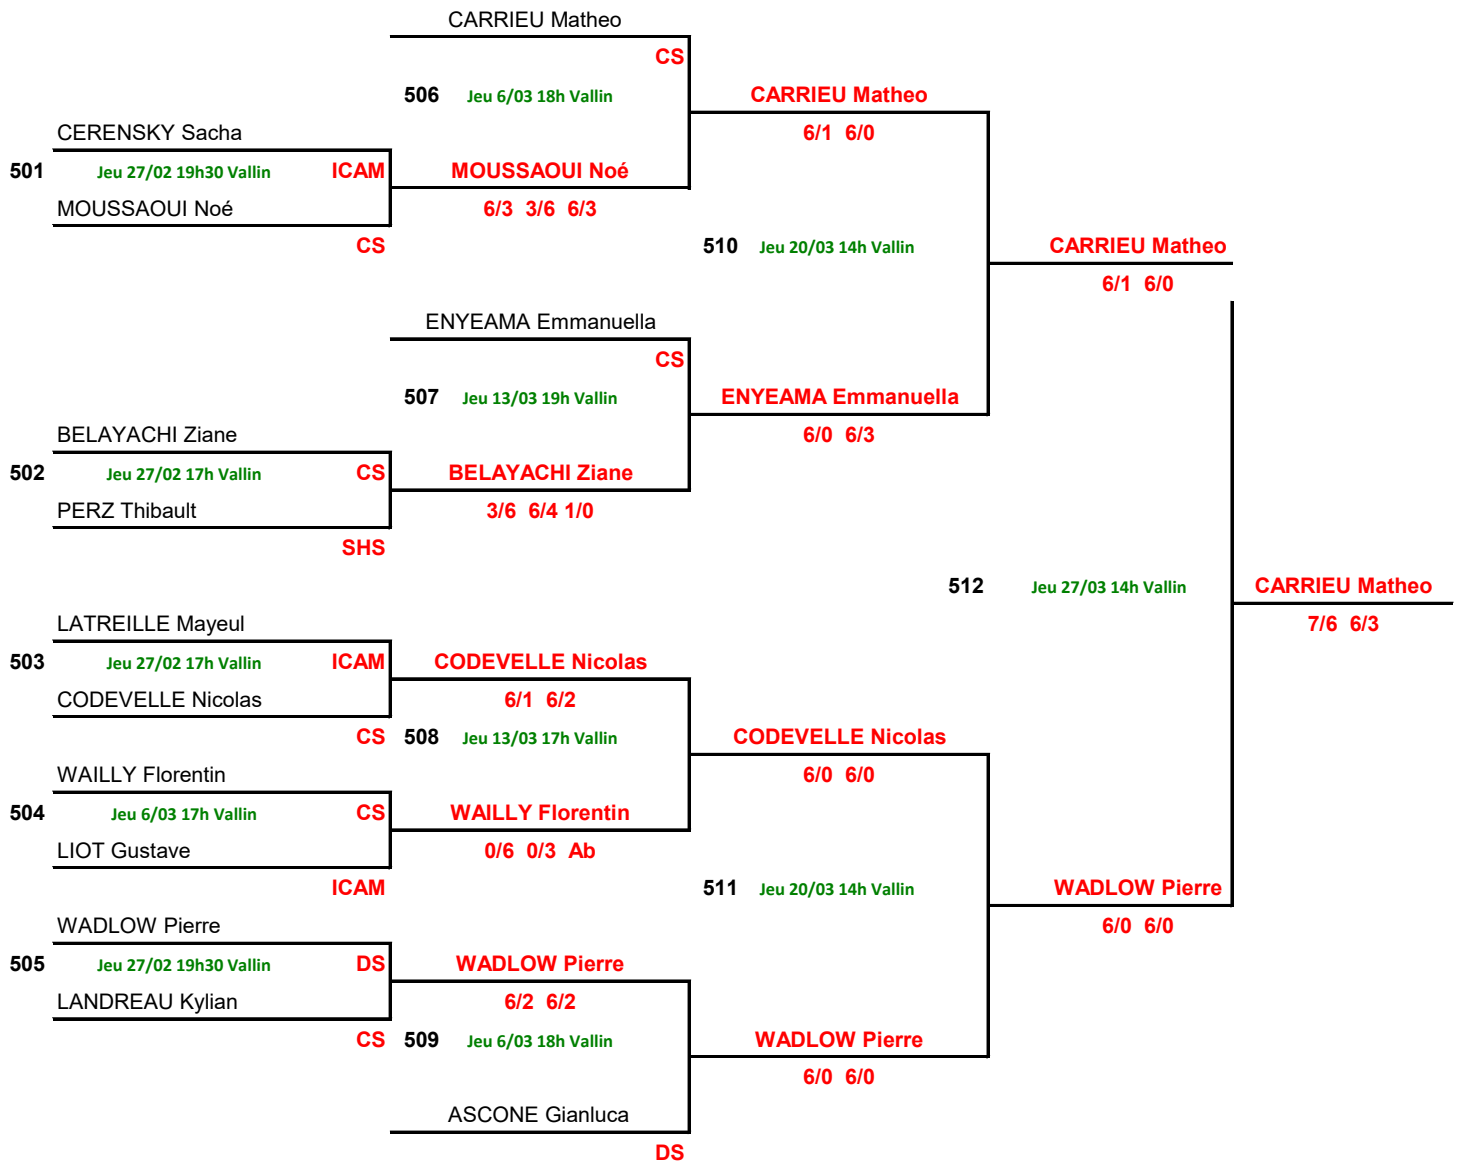 CARRIEU Matheo
CS
506 Jeu 6/03 18h Vallin CARRIEU Matheo
CERENSKY Sacha 6/1 6/0
501 Jeu 27/02 19h30 Vallin ICAM MOUSSAOUI Noé
MOUSSAOUI Noé 6/3 3/6 6/3
CS 510 Jeu 20/03 14h Vallin CARRIEU Matheo
6/1 6/0
ENYEAMA Emmanuella
CS
507 Jeu 13/03 19h Vallin ENYEAMA Emmanuella
BELAYACHI Ziane 6/0 6/3
502 Jeu 27/02 17h Vallin CS BELAYACHI Ziane
PERZ Thibault 3/6 6/4 1/0
SHS
512 Jeu 27/03 14h Vallin CARRIEU Matheo
LATREILLE Mayeul 7/6 6/3
503 Jeu 27/02 17h Vallin ICAM CODEVELLE Nicolas
CODEVELLE Nicolas 6/1 6/2
CS 508 Jeu 13/03 17h Vallin CODEVELLE Nicolas
WAILLY Florentin 6/0 6/0
504 Jeu 6/03 17h Vallin CS WAILLY Florentin
LIOT Gustave 0/6 0/3 Ab
ICAM 511 Jeu 20/03 14h Vallin WADLOW Pierre
WADLOW Pierre 6/0 6/0
505 Jeu 27/02 19h30 Vallin DS WADLOW Pierre
LANDREAU Kylian 6/2 6/2
CS 509 Jeu 6/03 18h Vallin WADLOW Pierre
6/0 6/0
ASCONE Gianluca
DS